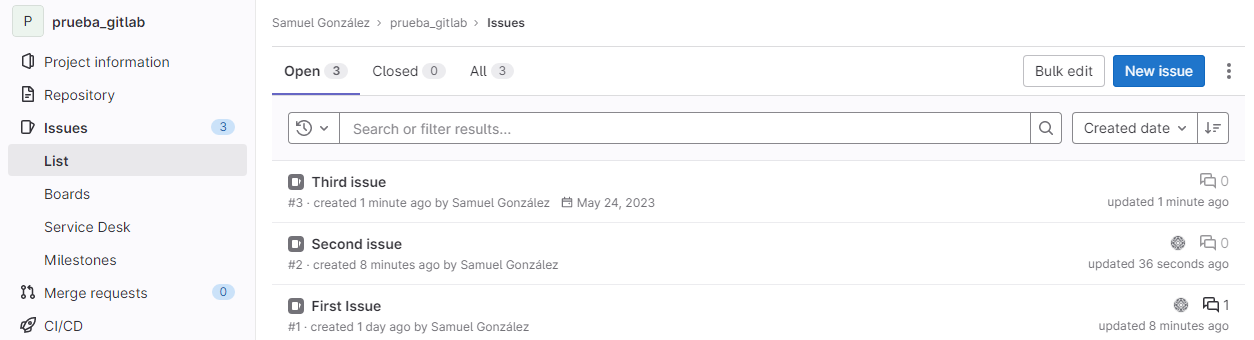 P prueba_gitlab
Project information
Repository
Issues 3
List
Boards
Service Desk
Milestones
Merge requests 0
CI/CD
Samuel González > prueba_gitlab > Issues
Open 3 Closed 0 All 3 Bulk edit New issue
Search or filter results... Created date
Third issue 0
#3 · created 1 minute ago by Samuel González May 24, 2023 updated 1 minute ago
Second issue 0
#2 · created 8 minutes ago by Samuel González updated 36 seconds ago
First Issue 1
#1 · created 1 day ago by Samuel González updated 8 minutes ago